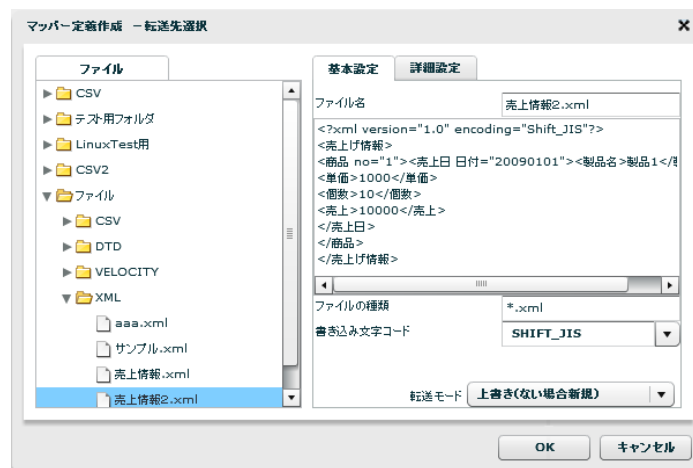 マッパー定義作成 －転送先選択
ファイル
CSV
テスト用フォルダ
LinuxTest用
CSV2
ファイル
CSV
DTD
VELOCITY
XML
aaa.xml
サンプル.xml
売上情報.xml
売上情報2.xml
基本設定 詳細設定
ファイル名 売上情報2.xml
<?xml version="1.0" encoding="Shift_JIS"?>
<売上げ情報>
<商品 no="1"><売上日 日付="20090101"><製品名>製品1</
<単価>1000</単価>
<個数>10</個数>
<売上>10000</売上>
</売上日>
</商品>
</売上げ情報>
ファイルの種類 *.xml
書き込み文字コード SHIFT_JIS
転送モード 上書き(ない場合新規)
OK キャンセル